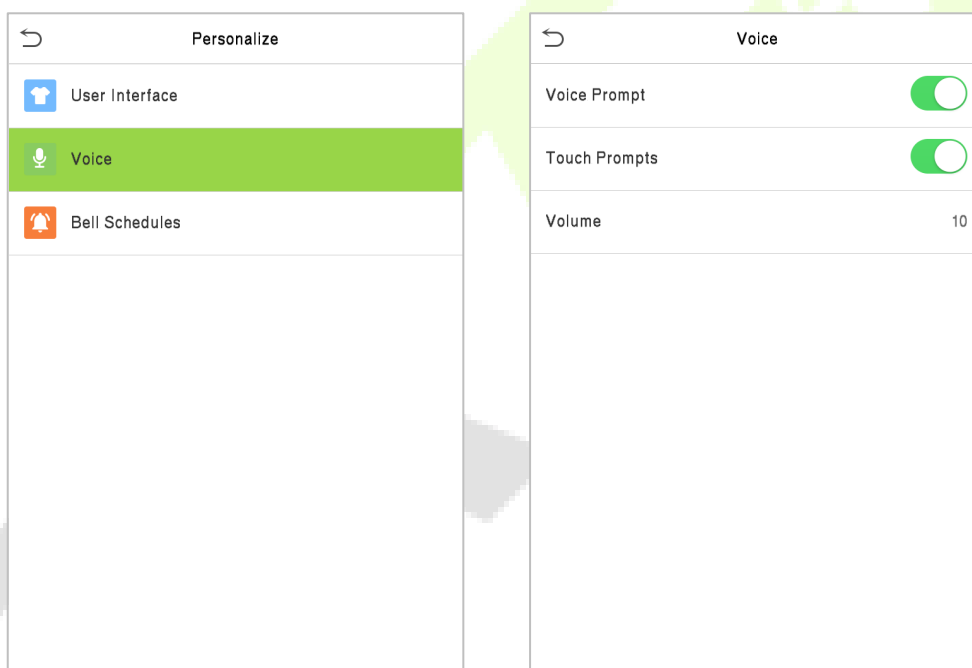 Personalize
User Interface
Voice
Bell Schedules
Voice
Voice Prompt
Touch Prompts
Volume 10